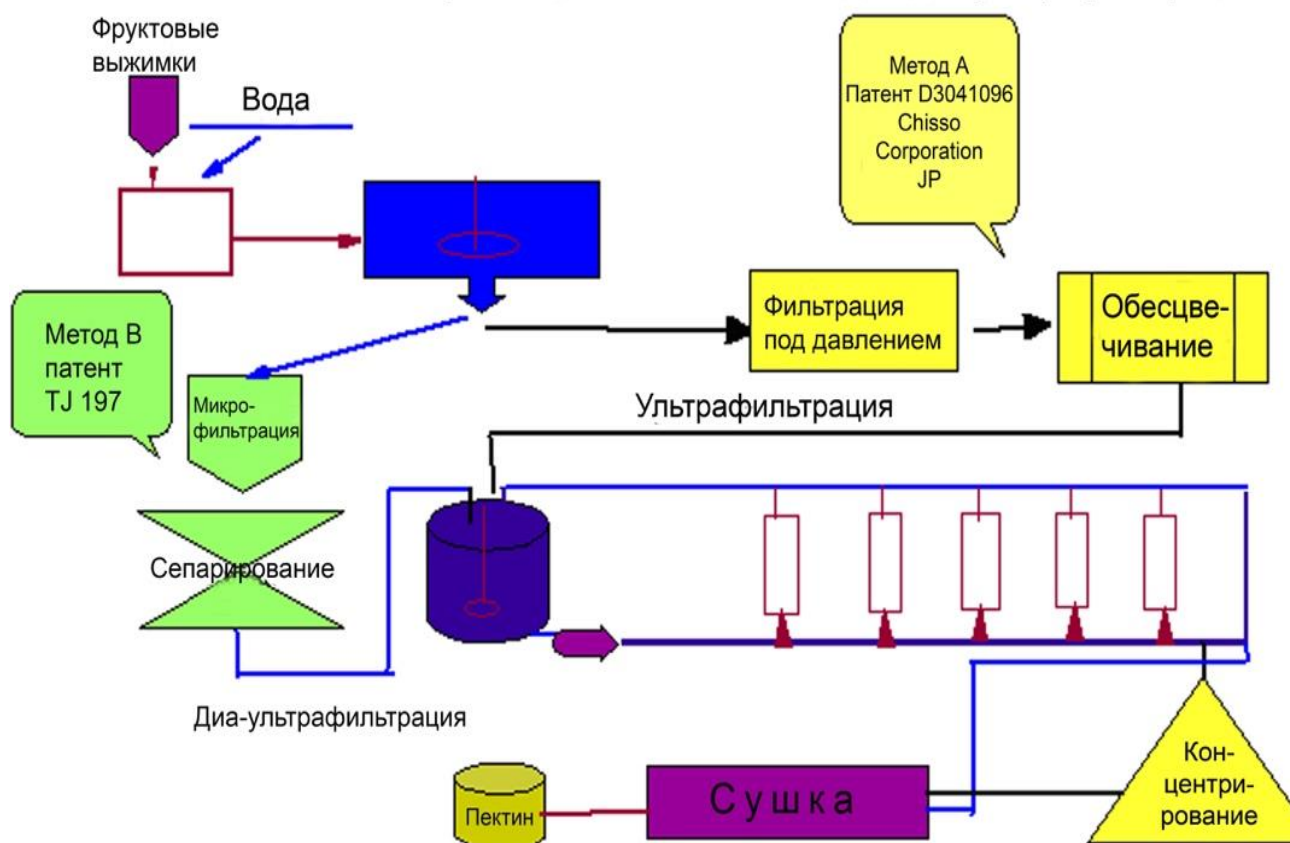 Фруктовые
выжимки
Вода
Метод А
Патент D3041096
Chisso
Corporation
JP
Метод В
патент
TJ 197
Микро-
фильтрация
Фильтрация
под давлением
Обесцве-
чивание
Ультрафильтрация
Сепарирование
Диа-ультрафильтрация
Пектин
Сушка
Кон-
центри-
рование